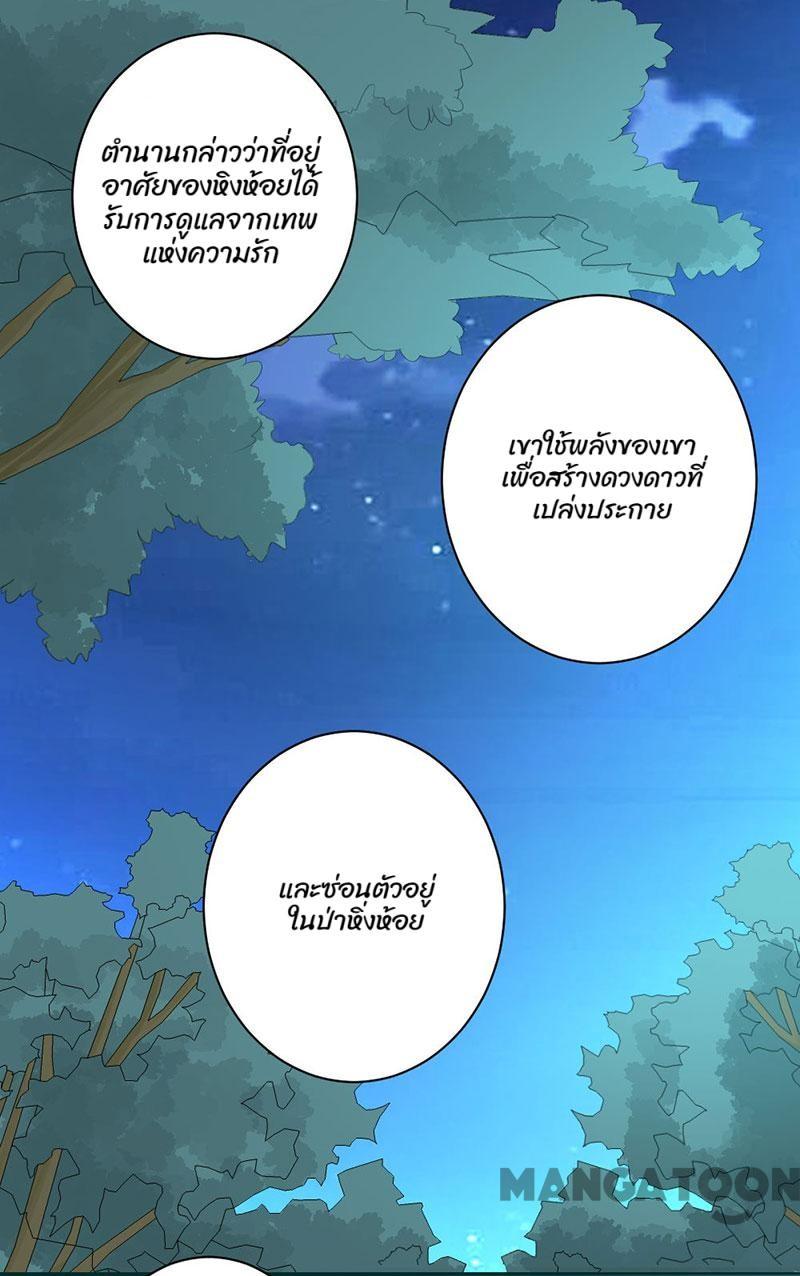 ตำนานกล่าวว่าที่อยู่
อาศัยของหิงห้อยได้
รับการดูแลจากเทพ
แห่งความรัก
เขาใช้พลังของเขา
เพื่อสร้างดวงดาวที่
เปล่งประกาย
และซ่อนตัวอยู่
ในป่าหิ่งห้อย
MANGATOON